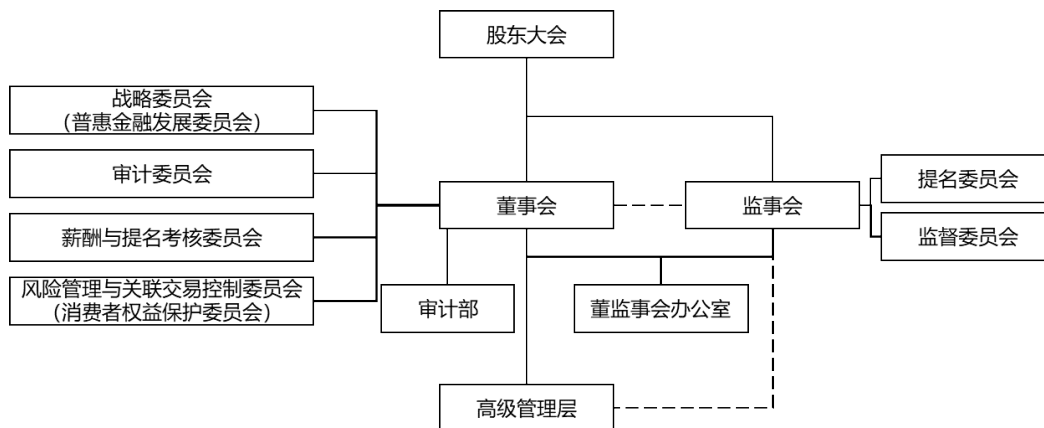 股东大会
战略委员会
（普惠金融发展委员会）
审计委员会
薪酬与提名考核委员会
风险管理与关联交易控制委员会
（消费者权益保护委员会）
董事会
监事会
提名委员会
监督委员会
审计部
董监事会办公室
高级管理层